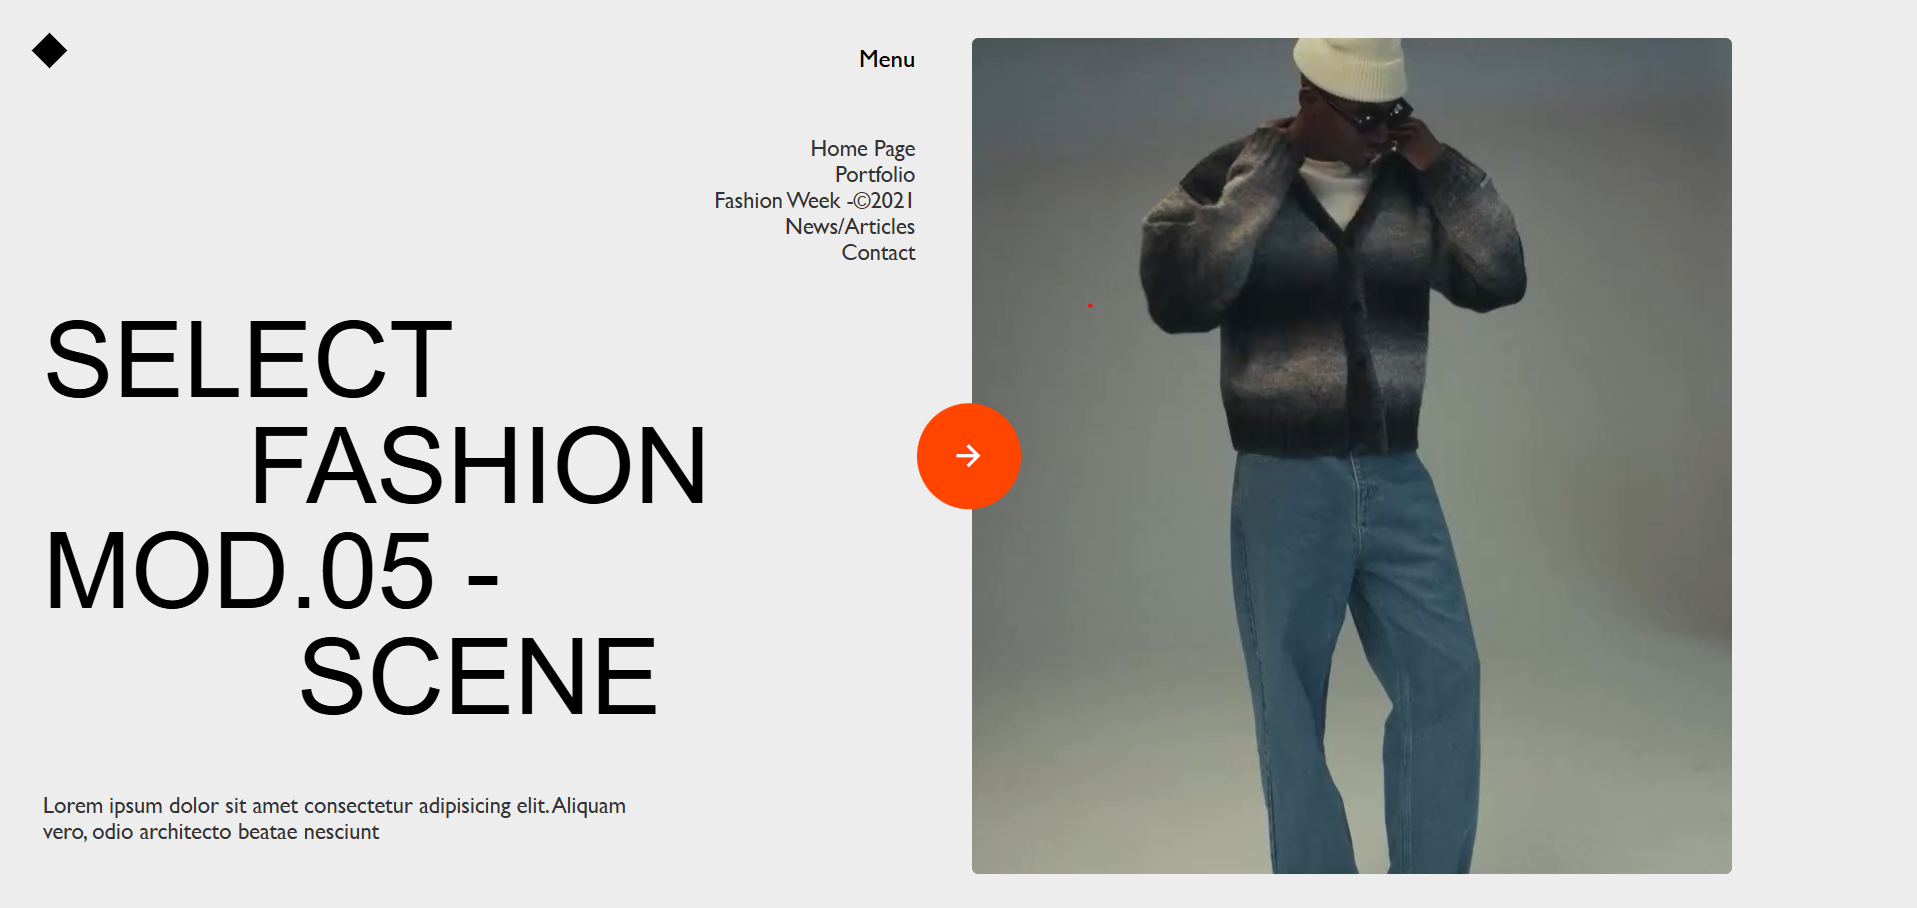 Menu
Home Page
Portfolio
Fashion Week -©2021
News/Articles
Contact
SELECT
FASHION
MOD.05 -
SCENE
Lorem ipsum dolor sit amet consectetur adipisicing elit. Aliquam
vero, odio architecto beatae nesciunt